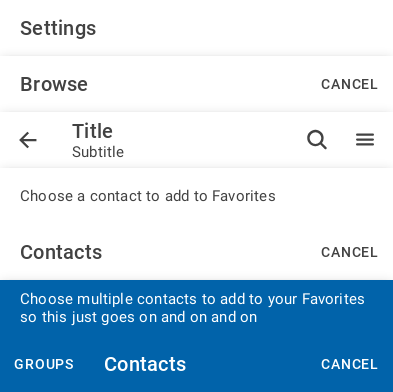 Settings
Browse CANCEL
Title
Subtitle
Choose a contact to add to Favorites
Contacts CANCEL
Choose multiple contacts to add to your Favorites
so this just goes on and on and on
GROUPS Contacts CANCEL